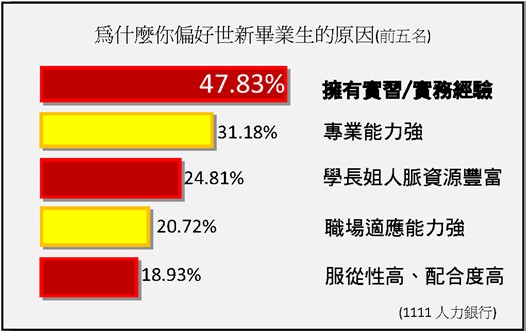 為什麼你偏好世新畢業生的原因(前五名)
47.83% 擁有實習/實務經驗
31.18% 專業能力強
24.81% 學長姐人脈資源豐富
20.72% 職場適應能力強
18.93% 服從性高、配合度高
(1111 人力銀行)